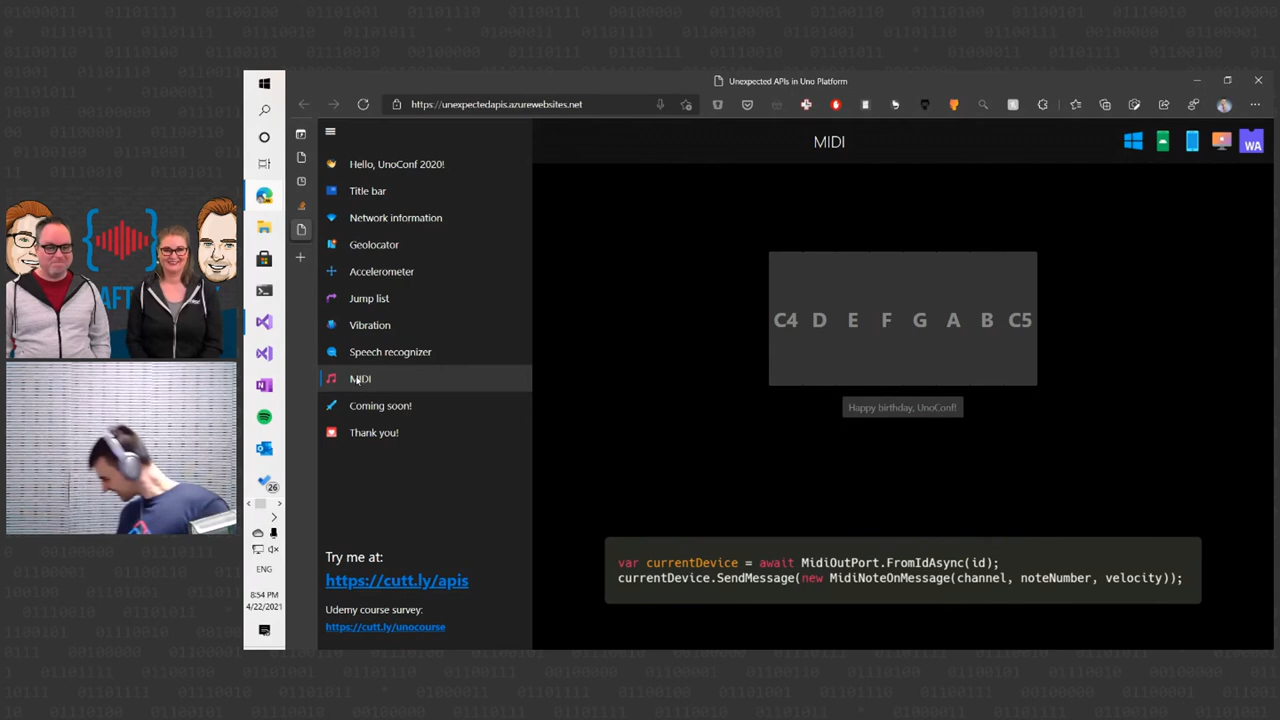 Unexpected APIs in Uno Platform
https://unexpectedapis.azurewebsites.net
MIDI
WA
Hello, UnoConf 2020!
Title bar
Network information
Geolocator
Accelerometer
Jump list
Vibration
Speech recognizer
MIDI
Coming soon!
Thank you!
C4 D E F G A B C5
Happy birthday, UnoConf!
var currentDevice = await MidiOutPort.FromIdAsync(id);
currentDevice.SendMessage(new MidiNoteOnMessage(channel, noteNumber, velocity));
Try me at:
https://cutt.ly/apis
Udemy course survey:
https://cutt.ly/unocourse
26
ENG
8:54 PM
4/22/2021
AFT